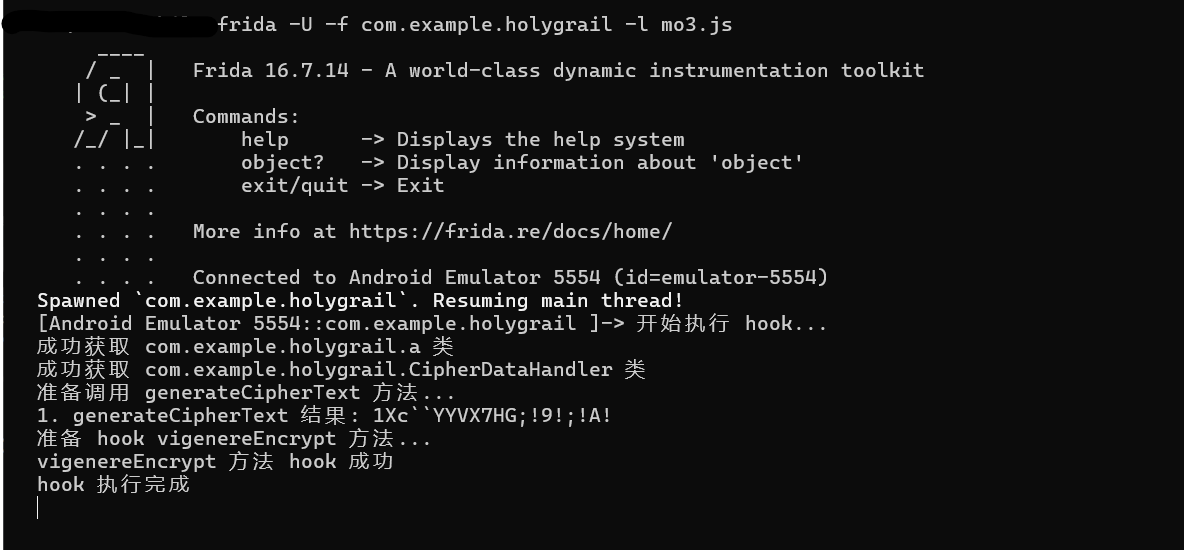 frida -U -f com.example.holygrail -l mo3.js
____
/ _  |   Frida 16.7.14 - A world-class dynamic instrumentation toolkit
| (_| |
> _  |   Commands:
/_/ |_|       help      -> Displays the help system
. . . .       object?   -> Display information about 'object'
. . . .       exit/quit -> Exit
. . . .
. . . .   More info at https://frida.re/docs/home/
. . . .
. . . .   Connected to Android Emulator 5554 (id=emulator-5554)
Spawned `com.example.holygrail`. Resuming main thread!
[Android Emulator 5554::com.example.holygrail ]-> 开始执行 hook...
成功获取 com.example.holygrail.a 类
成功获取 com.example.holygrail.CipherDataHandler 类
准备调用 generateCipherText 方法...
1. generateCipherText 结果: 1Xc``YYVX7HG;!9!;!A!
准备 hook vigenereEncrypt 方法...
vigenereEncrypt 方法 hook 成功
hook 执行完成